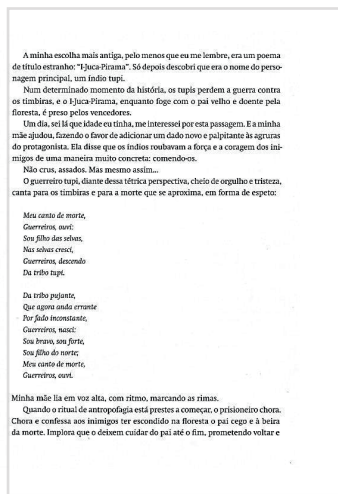 A minha escolha mais antiga, pelo menos que eu me lembre, era um poema
de título estranho: “I-Juca-Pirama”. Só depois descobri que era o nome do perso-
nagem principal, um índio tupi.
Num determinado momento da história, os tupis perdem a guerra contra
os timbiras, e o I-Juca-Pirama, enquanto foge com o pai velho e doente pela
floresta, é preso pelos vencedores.
Um dia, sei lá que idade eu tinha, me interessei por esta passagem. E a minha
mãe ajudou, fazendo o favor de adicionar um dado novo e palpitante às agruras
do protagonista. Ela disse que os índios roubavam a força e a coragem dos ini-
migos de uma maneira muito concreta: comendo-os.
Não crus, assados. Mas mesmo assim...
O guerreiro tupi, diante dessa tétrica perspectiva, cheio de orgulho e tristeza,
canta para os timbiras e para a morte que se aproxima, em forma de espeto:
Meu canto de morte,
Guerreiros, ouvi:
Sou filho das selvas,
Nas selvas cresci,
Guerreiros, descendo
Da tribo tupi.
Da tribo pujante,
Que agora anda errante
Por fado inconstante,
Guerreiros, nasci:
Sou bravo, sou forte,
Sou filho do norte;
Meu canto de morte,
Guerreiros, ouvi.
Minha mãe lia em voz alta, com ritmo, marcando as rimas.
Quando o ritual de antropofagia está prestes a começar, o prisioneiro chora.
Chora e confessa aos inimigos ter escondido na floresta o pai cego e à beira
da morte. Implora que o deixem cuidar do pai até o fim, prometendo voltar e